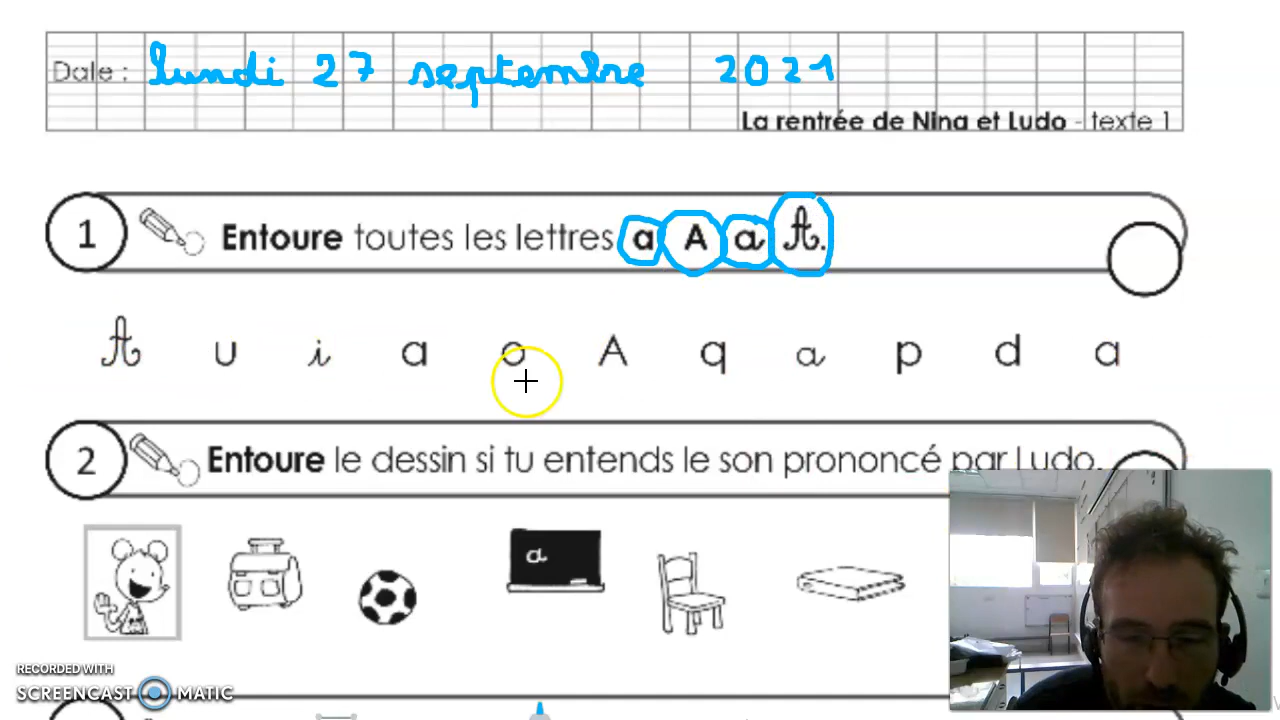 Date : lundi 27 septembre 2021
La rentrée de Nina et Ludo - texte 1
1 Entoure toutes les lettres a A a A.
A u i a o A q a p d a
2 Entoure le dessin si tu entends le son prononcé par Ludo.
a
RECORDED WITH
SCREENCAST MATIC